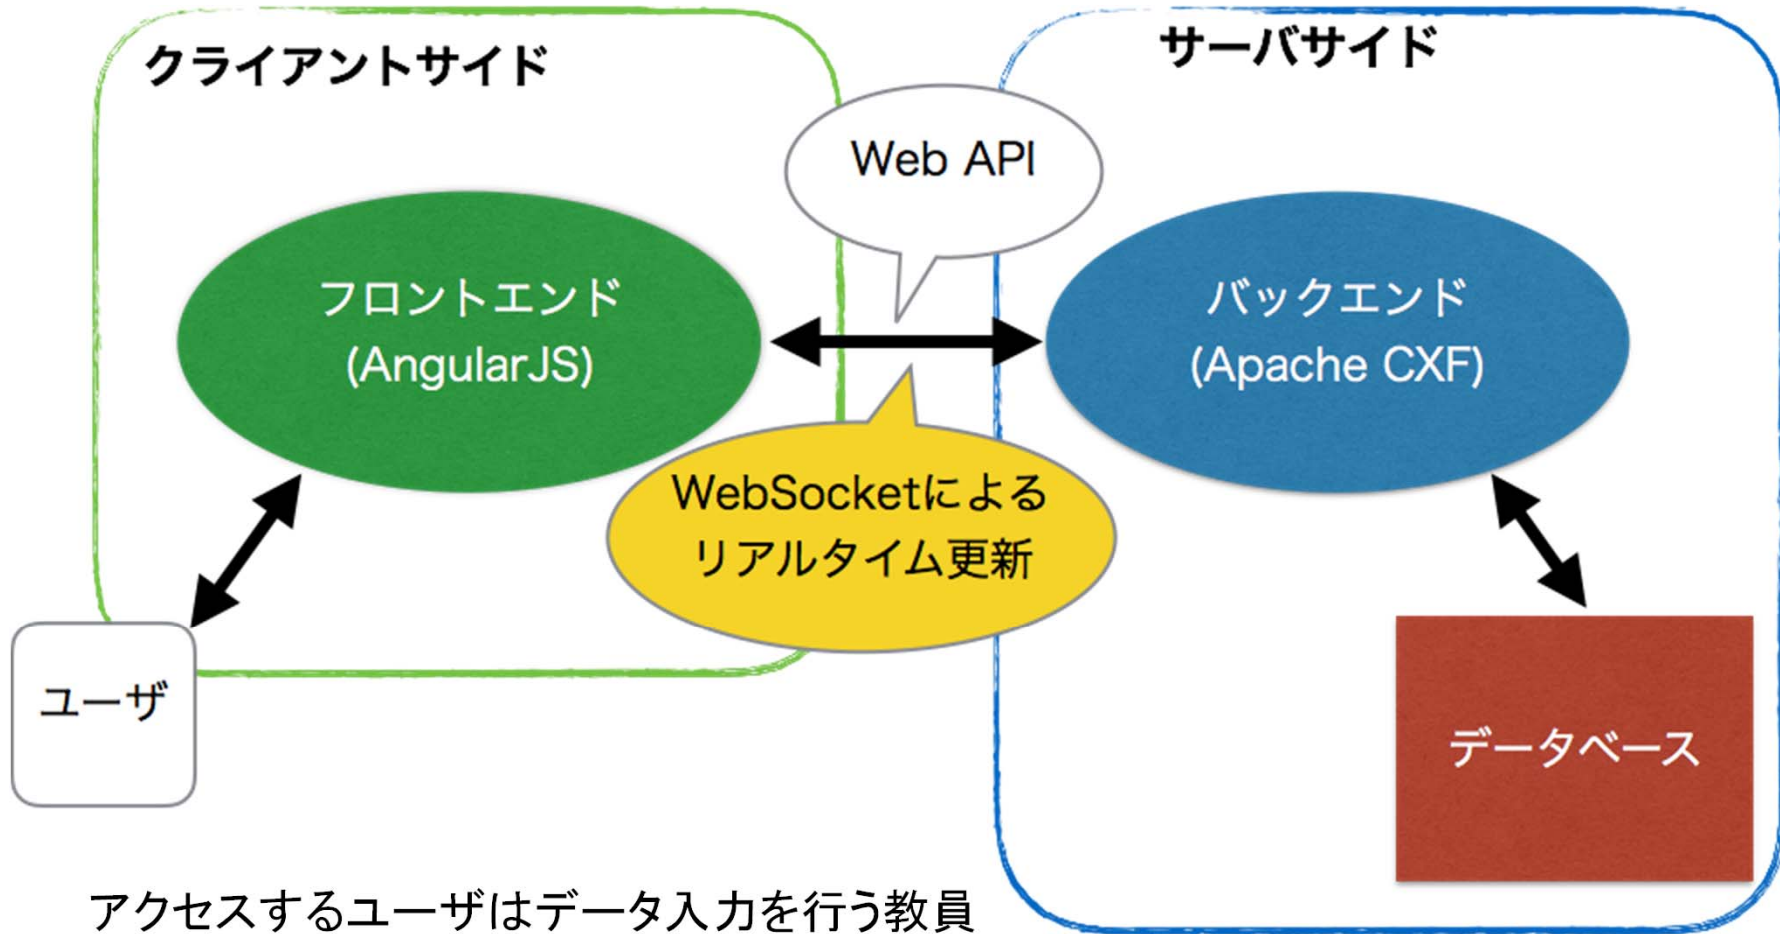 クライアントサイド
サーバサイド
Web API
フロントエンド
(AngularJS)
バックエンド
(Apache CXF)
WebSocketによる
リアルタイム更新
ユーザ
データベース
アクセスするユーザはデータ入力を行う教員